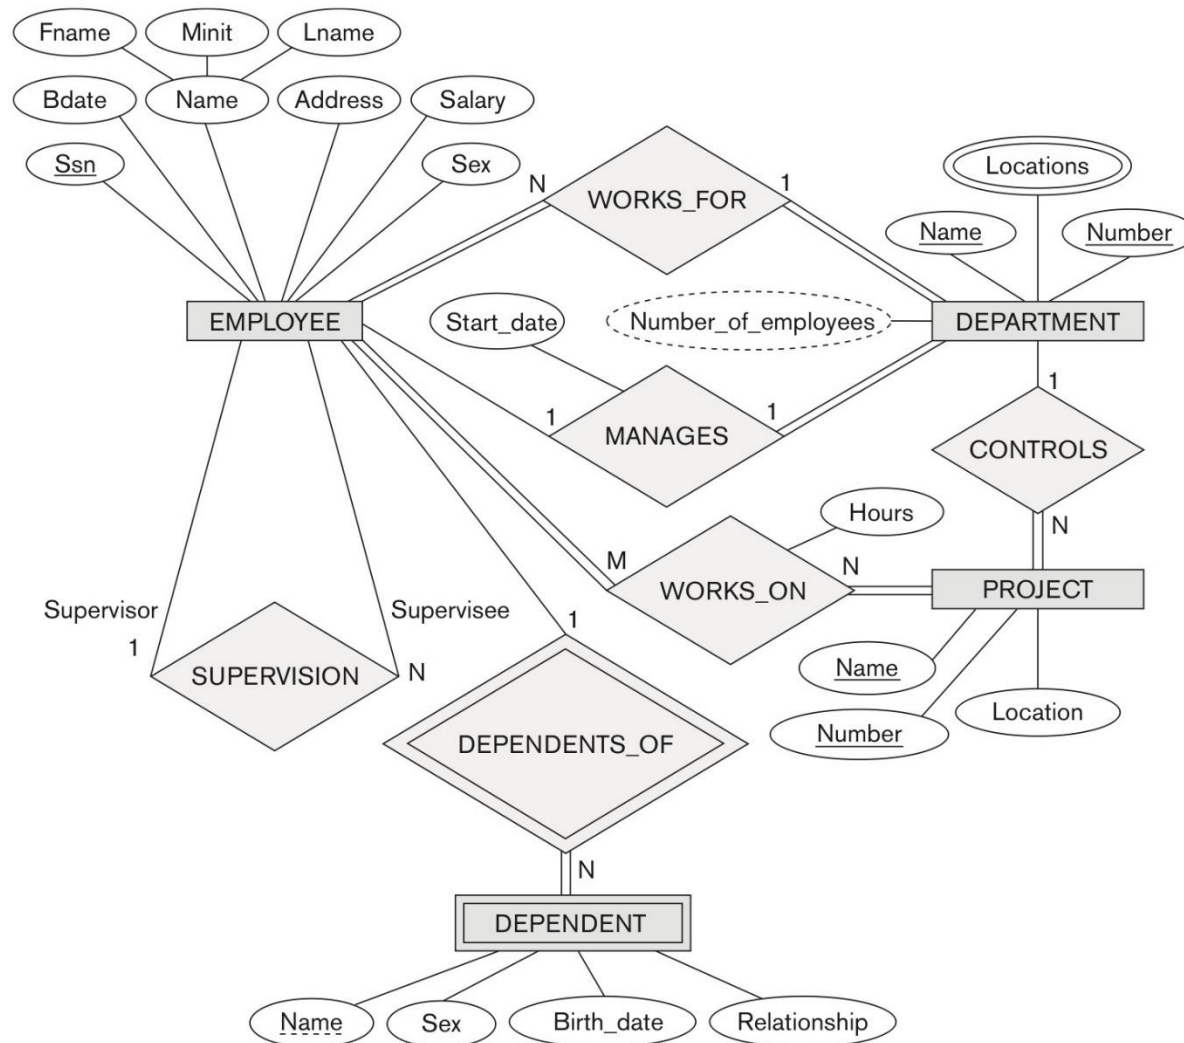 Fname
Minit
Lname
Bdate
Name
Address
Salary
Ssn
Sex
N
WORKS_FOR
1
Locations
Name
Number
EMPLOYEE
Start_date
Number_of_employees
DEPARTMENT
1
MANAGES
1
1
CONTROLS
N
Hours
M
WORKS_ON
N
PROJECT
Supervisor
1
SUPERVISION
Supervisee
N
1
Name
Number
Location
DEPENDENTS_OF
N
DEPENDENT
Name
Sex
Birth_date
Relationship